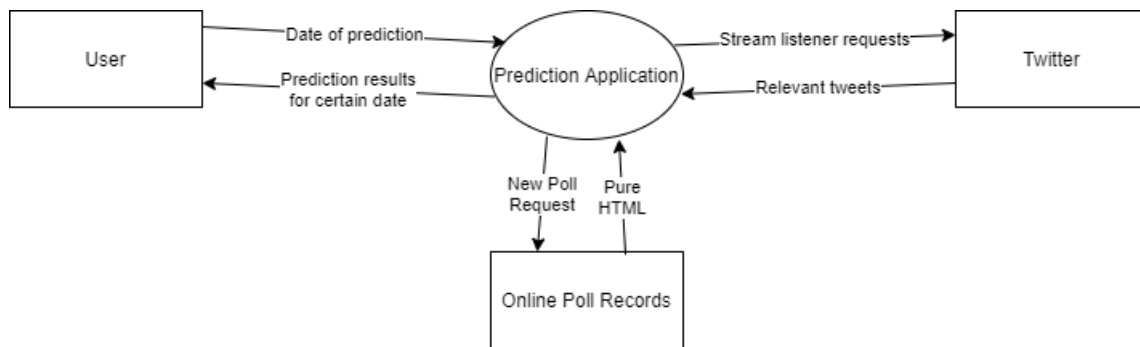 User
Date of prediction
Prediction results
for certain date
Prediction Application
Stream listener requests
Relevant tweets
Twitter
New Poll
Request
Pure
HTML
Online Poll Records